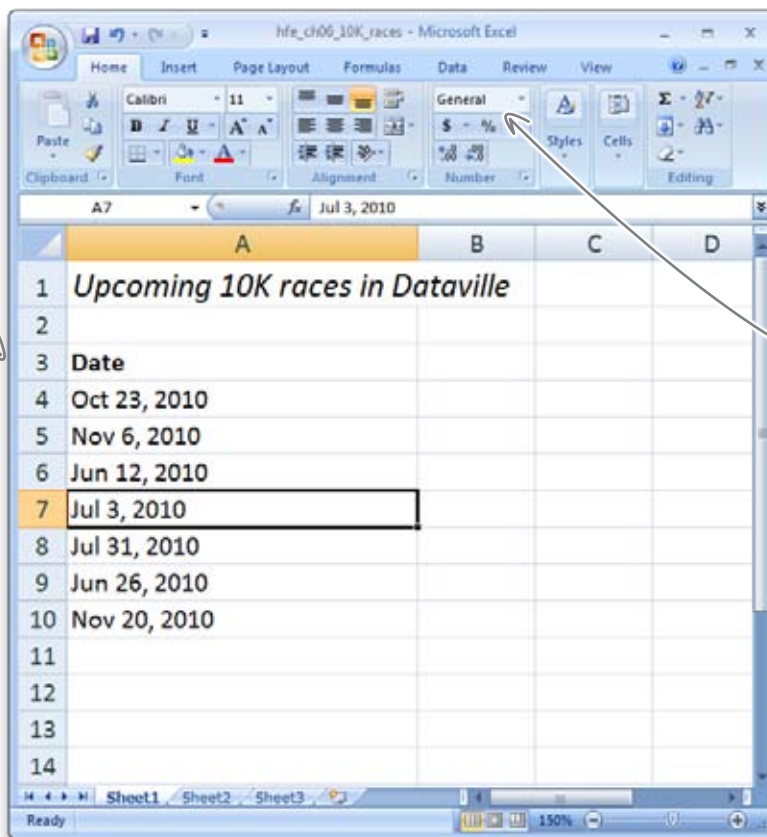 hfe_ch06_10K_races - Microsoft Excel
Home Insert Page Layout Formulas Data Review View
Paste
Calibri 11
B I U A A
A
General
$ %
Styles
Cells
Σ
Clipboard Font Alignment Number Editing
A7 fx Jul 3, 2010
A B C D
1 Upcoming 10K races in Dataville
2
3 Date
4 Oct 23, 2010
5 Nov 6, 2010
6 Jun 12, 2010
7 Jul 3, 2010
8 Jul 31, 2010
9 Jun 26, 2010
10 Nov 20, 2010
11
12
13
14
Sheet1 Sheet2 Sheet3
Ready 150%